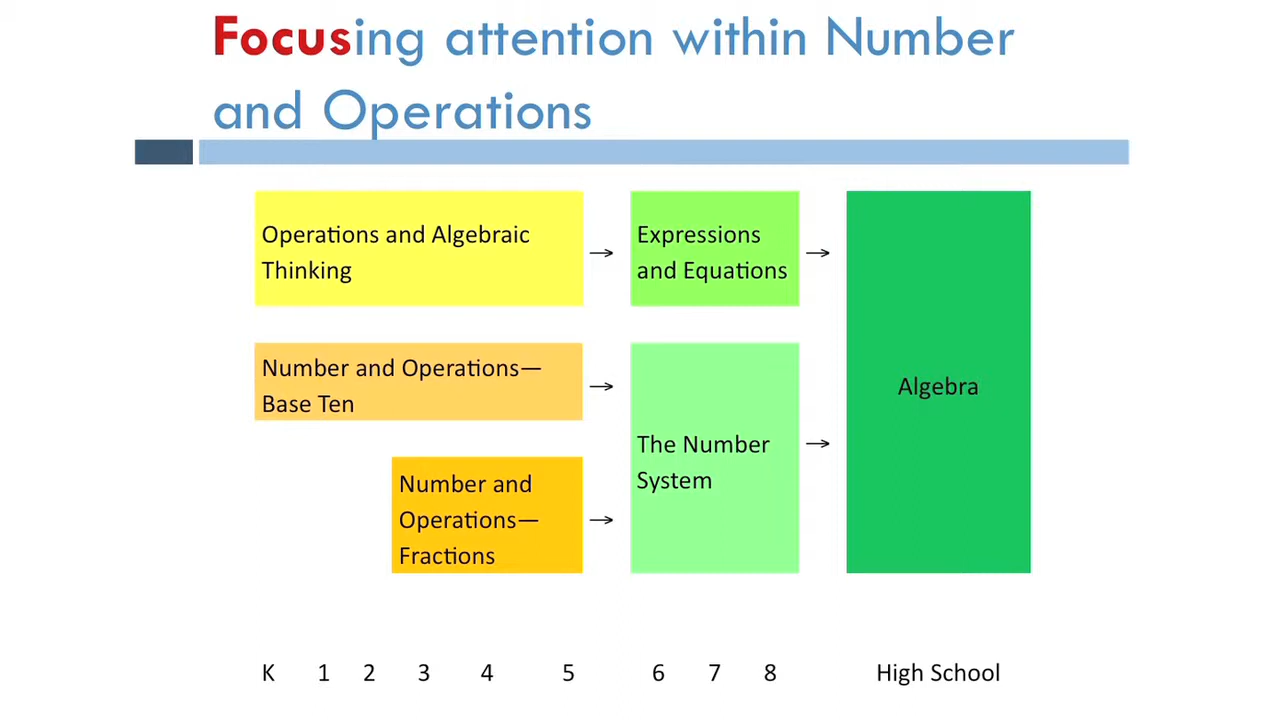 Focusing attention within Number
and Operations
Operations and Algebraic
Thinking
→
Expressions
and Equations
→
Number and Operations—
Base Ten
→
Number and
Operations—
Fractions
→
The Number
System
→
Algebra
K 1 2 3 4 5 6 7 8 High School